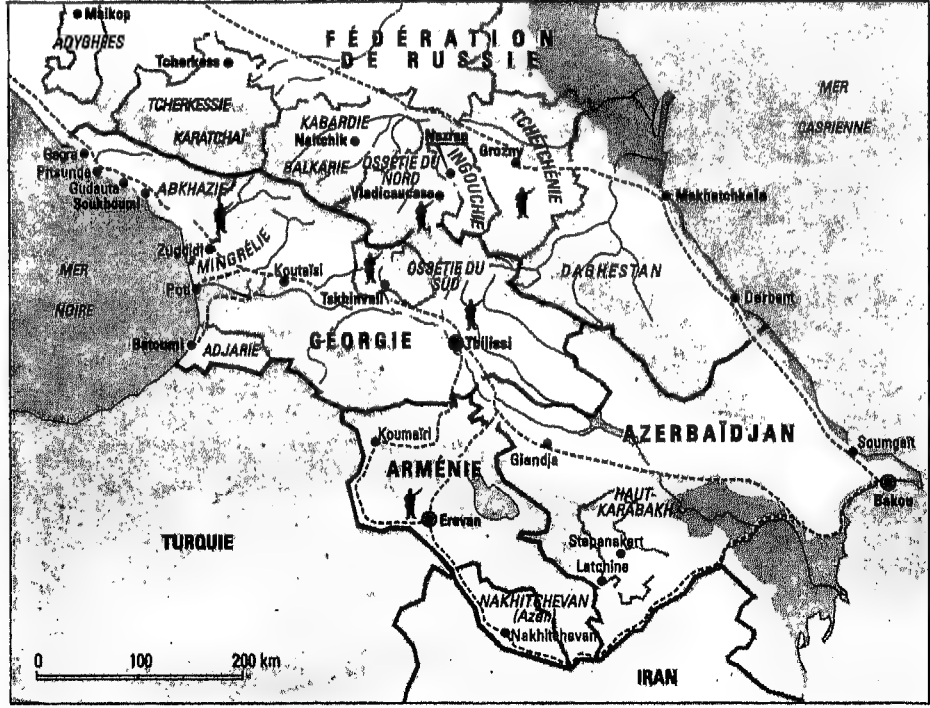 Maïkop
ADYGHÉES
FÉDÉRATION
DE RUSSIE
Tcherkess
TCHERKESSIE
KARATCHAÏ
KABARDIE
Naltchik
BALKARIE
OSSÉTIE DU
NORD
Vladicaucase
Nazran
INGOUCHIE
Grozny
TCHÉTCHÉNIE
MER
CASPIENNE
Makhatchkala
Gagra
Pitsunda
Gudauta
Soukhoumi
ABKHAZIE
Zugdidi
MINGRÉLIE
MER
NOIRE
Poti
Koutaïsi
Tskhinvali
OSSÉTIE DU
SUD
DAGHESTAN
Derbent
Batoumi
ADJARIE
GÉORGIE
Tbilissi
Koumaïri
ARMÉNIE
Giandja
AZERBAÏDJAN
Soumgaït
Bakou
HAUT-
KARABAKH
Erevan
Stepanakert
Latchine
TURQUIE
NAKHITCHEVAN
(Azer)
Nakhitchevan
IRAN
0 100 200 km